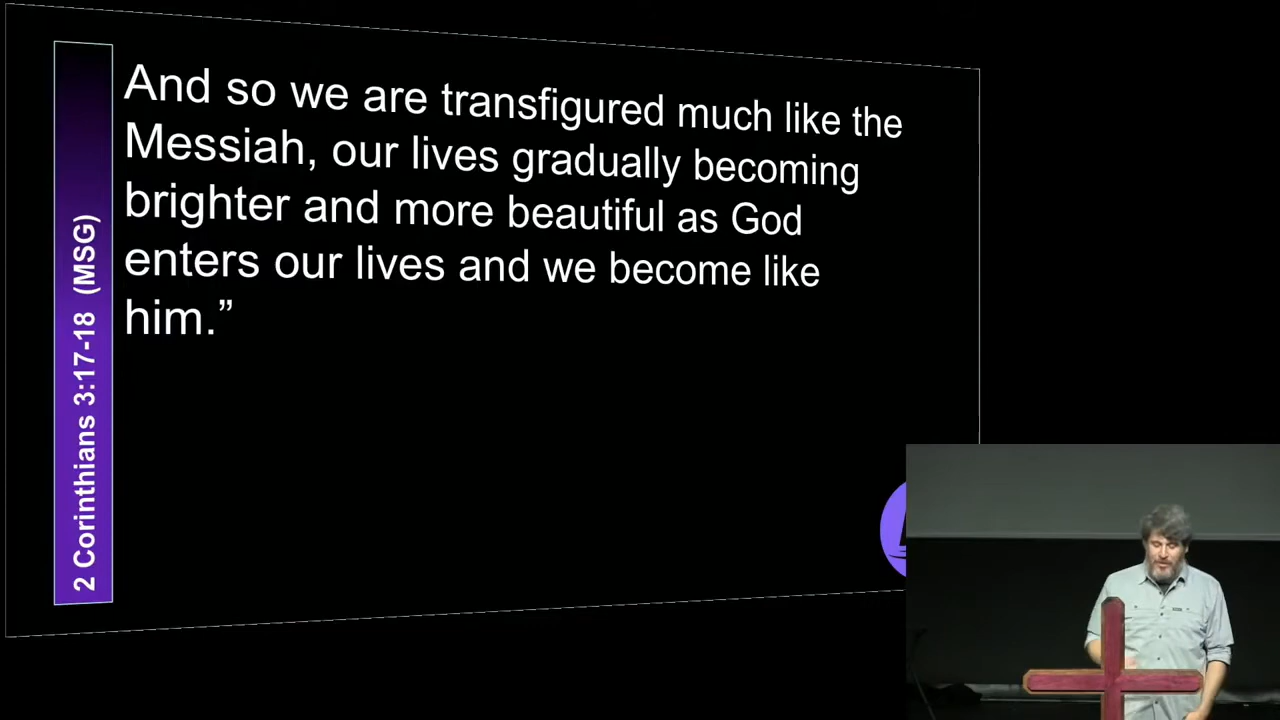 And so we are transfigured much like the
Messiah, our lives gradually becoming
brighter and more beautiful as God
enters our lives and we become like
him.”
2 Corinthians 3:17-18 (MSG)